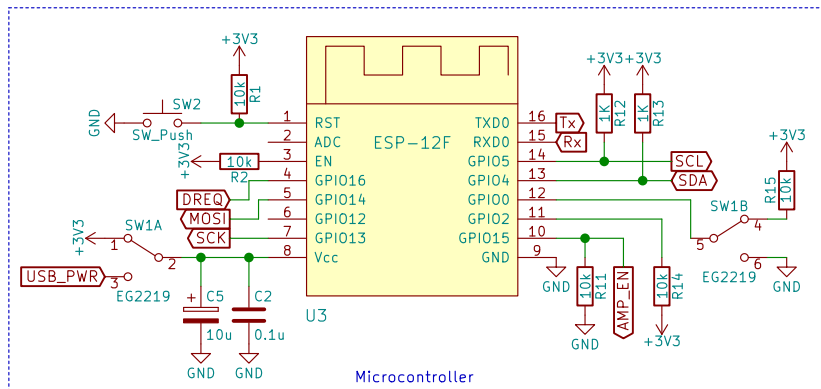 +3V3
10k
R1
SW2
GND
SW_Push
+3V3
10k
R2
DREQ
MOSI
SCK
+3V3
SW1A
1
2
3
USB_PWR
EG2219
+
C5
10u
GND
C2
0.1u
GND
ESP-12F
U3
1 RST
2 ADC
3 EN
4 GPIO16
5 GPIO14
6 GPIO12
7 GPIO13
8 Vcc
TXD0 16 Tx
RXD0 15 Rx
GPIO5 14 SCL
GPIO4 13 SDA
GPIO0 12
GPIO2 11
GPIO15 10
GND 9
GND
+3V3
+3V3
1K
R12
1K
R13
10k
R11
GND
AMP_EN
10k
R14
+3V3
+3V3
R15
10k
SW1B
4
5
6
EG2219
GND
Microcontroller